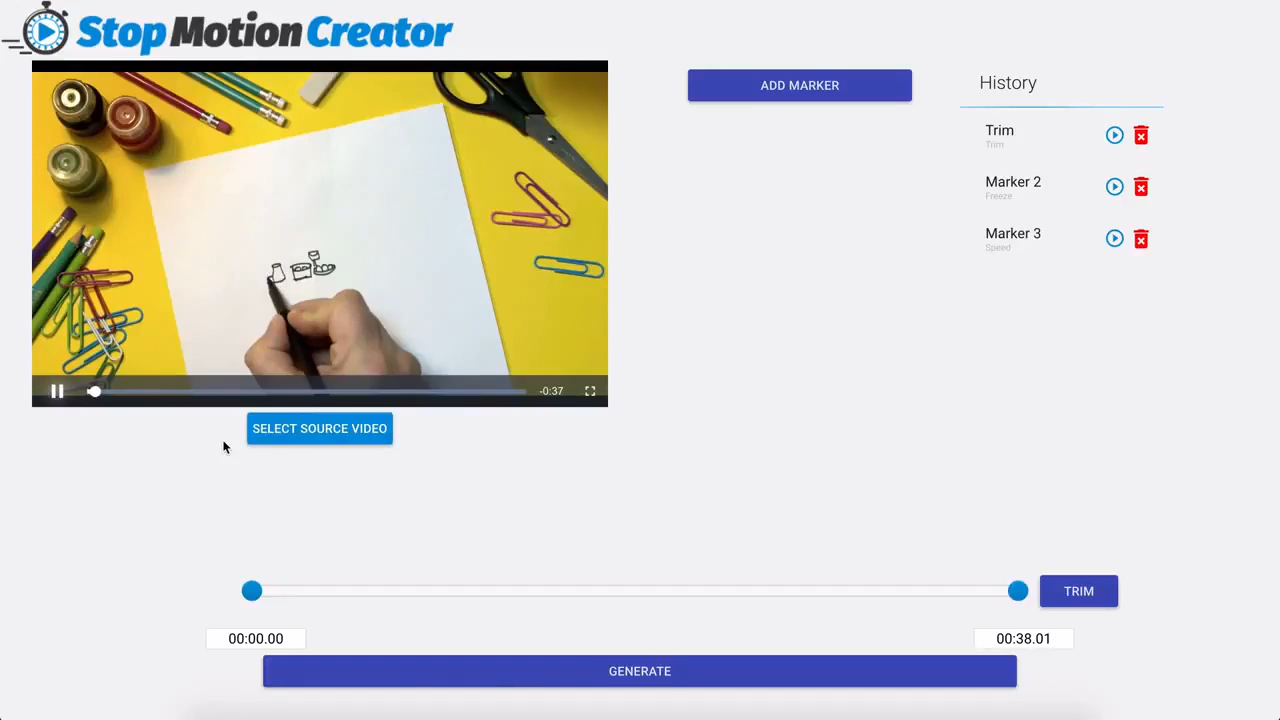 Stop Motion Creator
ADD MARKER
History
Trim
Trim
Marker 2
Freeze
Marker 3
Speed
-0:37
SELECT SOURCE VIDEO
TRIM
00:00.00
00:38.01
GENERATE